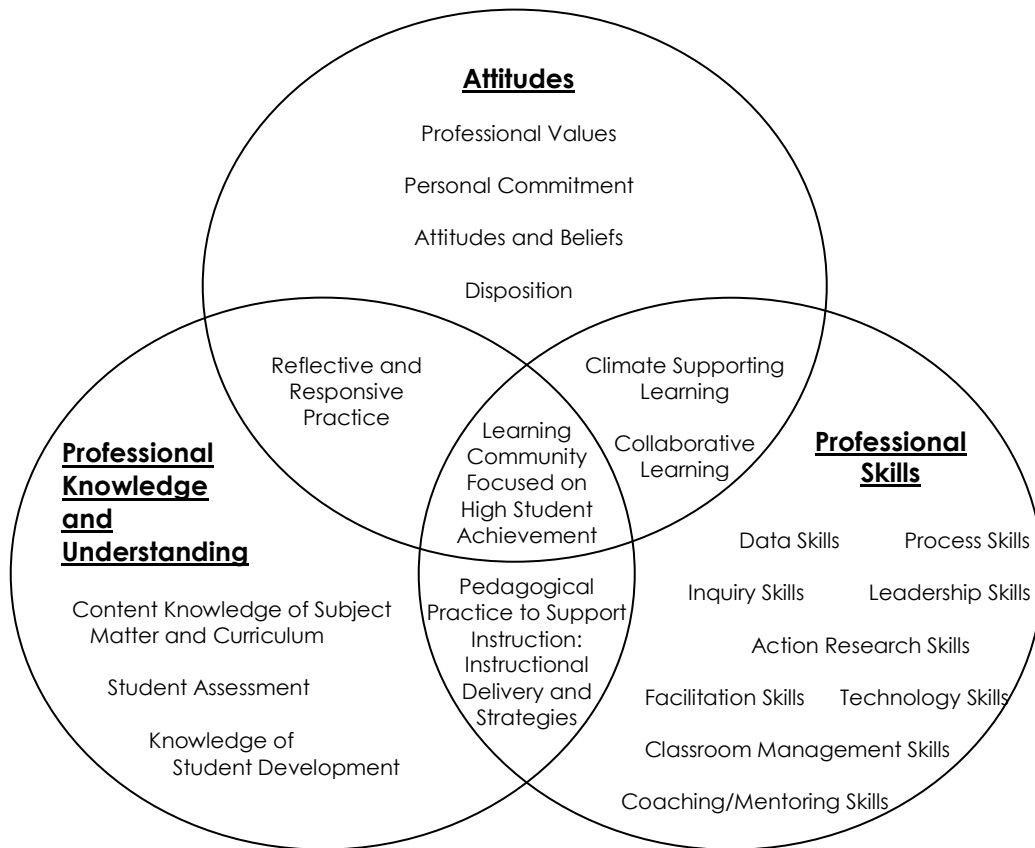 Attitudes
Professional Values
Personal Commitment
Attitudes and Beliefs
Disposition
Reflective and
Responsive
Practice
Climate Supporting
Learning
Collaborative
Learning
Learning
Community
Focused on
High Student
Achievement
Professional
Knowledge
and
Understanding
Content Knowledge of Subject
Matter and Curriculum
Student Assessment
Knowledge of
Student Development
Pedagogical
Practice to Support
Instruction:
Instructional
Delivery and
Strategies
Professional
Skills
Data Skills Process Skills
Inquiry Skills Leadership Skills
Action Research Skills
Facilitation Skills Technology Skills
Classroom Management Skills
Coaching/Mentoring Skills